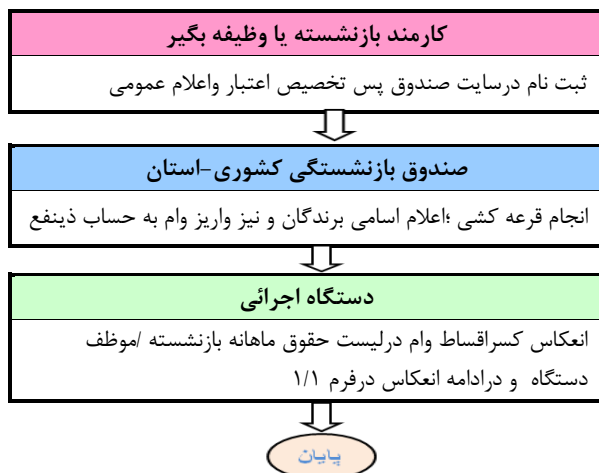 کارمند بازنشسته یا وظیفه بگیر
ثبت نام درسایت صندوق پس تخصیص اعتبار واعلام عمومی
صندوق بازنشستگی کشوری-استان
انجام قرعه کشی ؛اعلام اسامی برندگان و نیز واریز وام به حساب ذینفع
دستگاه اجرائی
انعکاس کسراقساط وام درلیست حقوق ماهانه بازنشسته /موظف
دستگاه و درادامه انعکاس درفرم ۱/۱
پایان